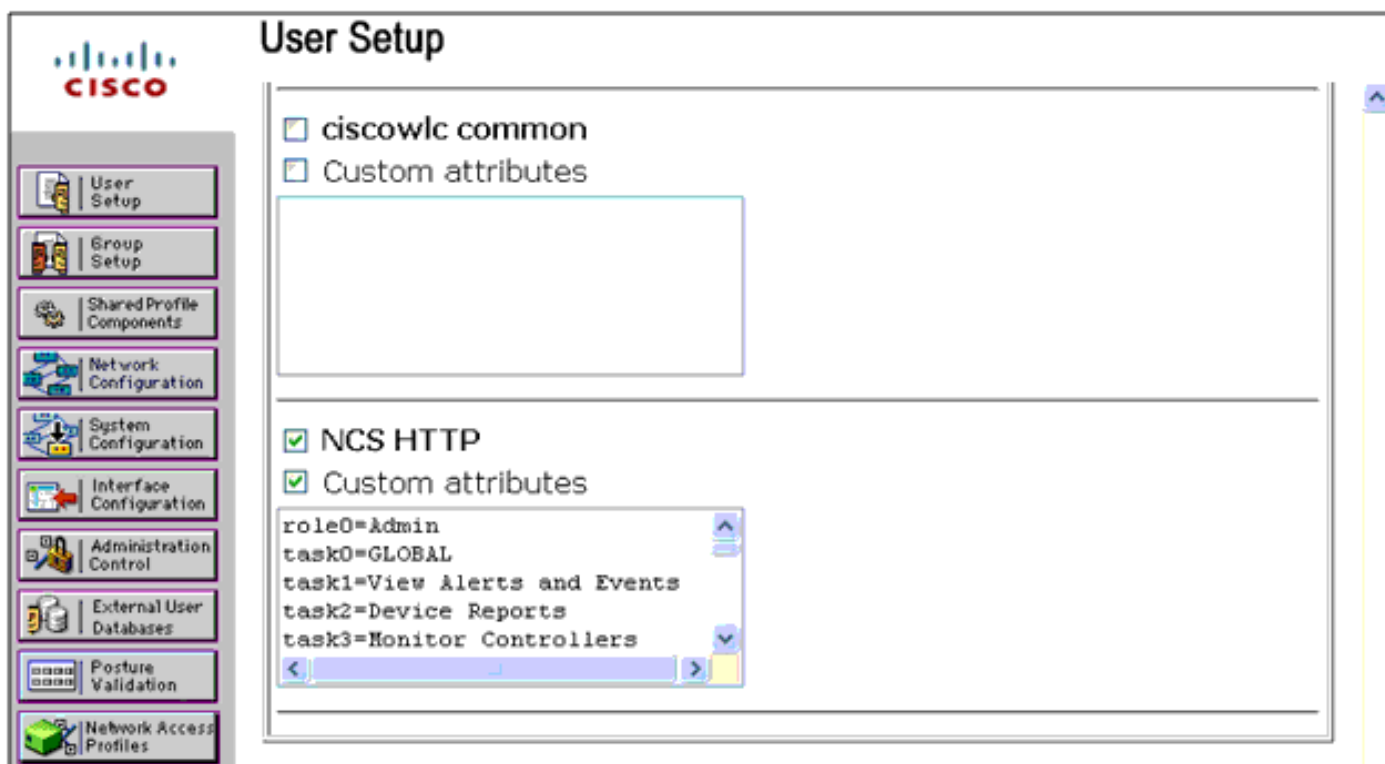 User Setup
CISCO
User
Setup
Group
Setup
Shared Profile
Components
Network
Configuration
System
Configuration
Interface
Configuration
Administration
Control
External User
Databases
Posture
Validation
Network Access
Profiles
ciscowlc common
Custom attributes
NCS HTTP
Custom attributes
role0=Admin
task0=GLOBAL
task1=View Alerts and Events
task2=Device Reports
task3=Monitor Controllers